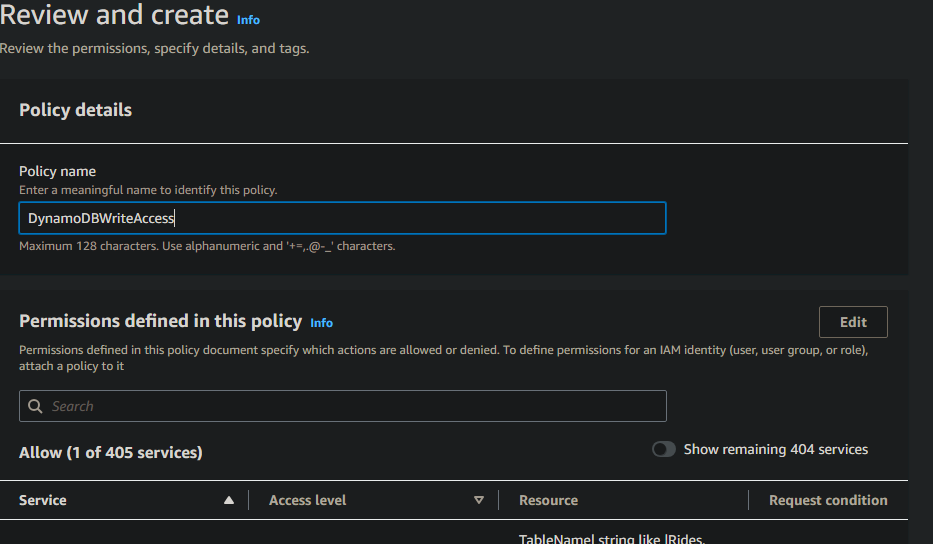 Review and create Info
Review the permissions, specify details, and tags.
Policy details
Policy name
Enter a meaningful name to identify this policy.
DynamoDBWriteAccess
Maximum 128 characters. Use alphanumeric and '+=,.@-_' characters.
Permissions defined in this policy Info
Edit
Permissions defined in this policy document specify which actions are allowed or denied. To define permissions for an IAM identity (user, user group, or role),
attach a policy to it
Search
Allow (1 of 405 services)
Show remaining 404 services
Service Access level Resource Request condition
TableName| string like |Rides,